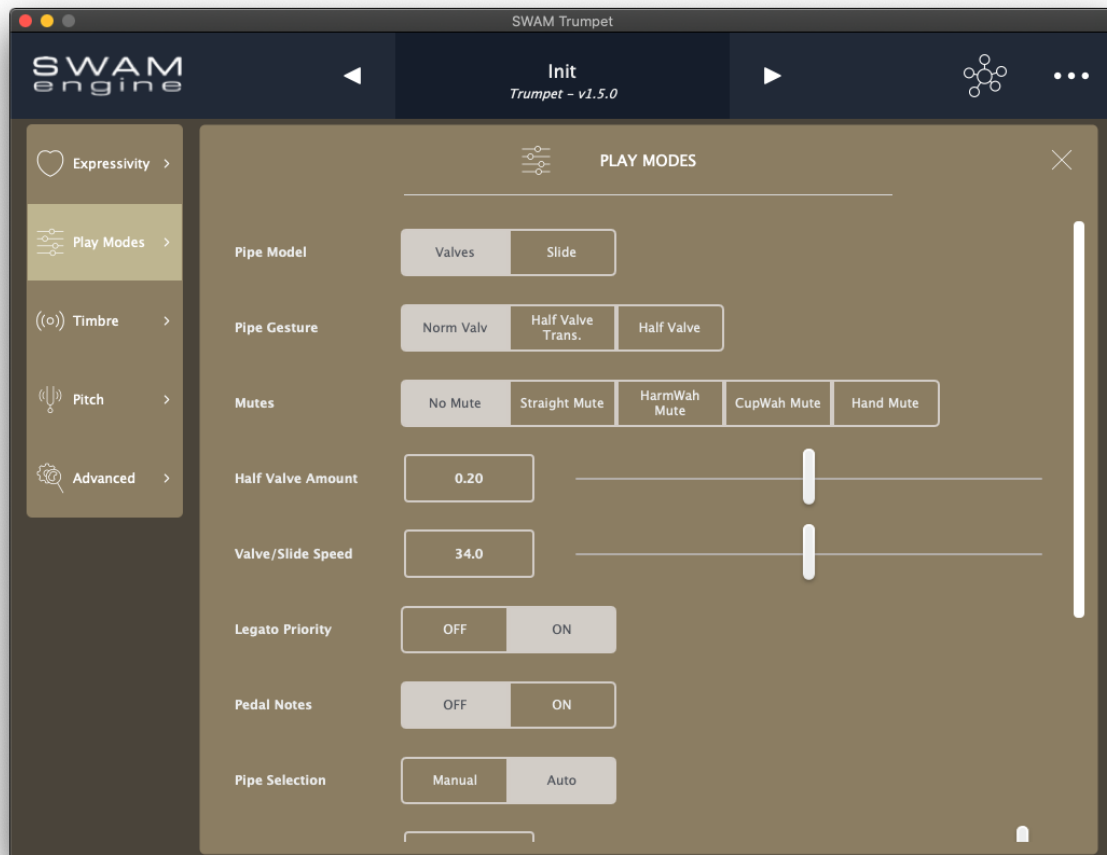 SWAM Trumpet
SWAM
engine
Init
Trumpet – v1.5.0
Expressivity
Play Modes
Timbre
Pitch
Advanced
PLAY MODES
Pipe Model
Valves
Slide
Pipe Gesture
Norm Valv
Half Valve
Trans.
Half Valve
Mutes
No Mute
Straight Mute
HarmWah
Mute
CupWah Mute
Hand Mute
Half Valve Amount
0.20
Valve/Slide Speed
34.0
Legato Priority
OFF
ON
Pedal Notes
OFF
ON
Pipe Selection
Manual
Auto